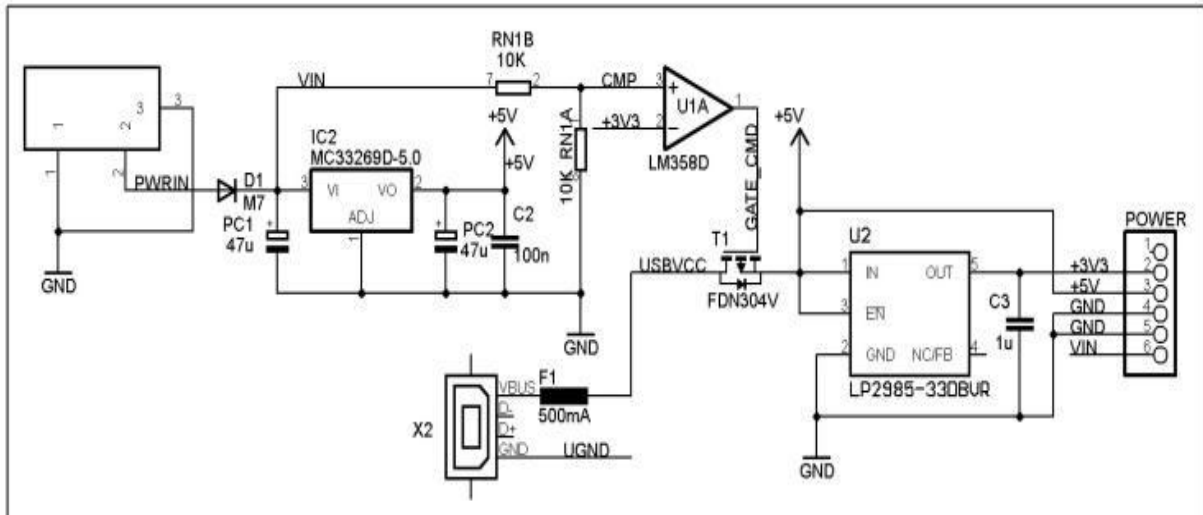 RN1B
10K
VIN
7
2
CMP
3
+
U1A
1
+3V3
2
−
LM358D
3
3
1
2
1
2
PWRIN
D1
M7
GND
IC2
MC33269D-5.0
3
VI
VO
2
ADJ
1
+5V
+5V
PC1
+
47u
+
PC2
47u
C2
100n
10K
RN1A
GND
GATE_CMD
T1
FDN304V
USBVCC
+5V
U2
1
IN
OUT
5
3
EN
2
GND
NC/FB
4
LP2985-33DBVR
C3
1u
GND
POWER
+3V3
+5V
GND
GND
VIN
1
2
3
4
5
6
X2
VBUS
D-
D+
GND
F1
500mA
UGND